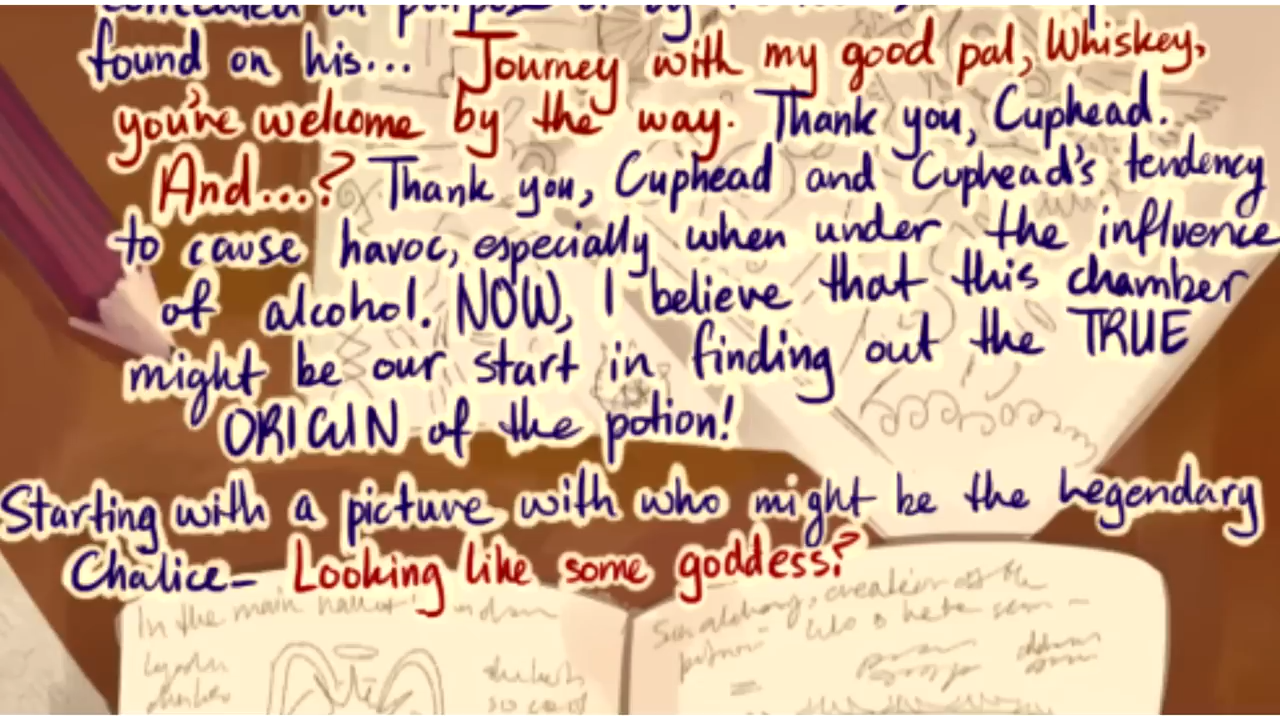 found on his... Journey with my good pal, Whiskey,
you're welcome by the way. Thank you, Cuphead.
And...? Thank you, Cuphead and Cuphead's tendency
to cause havoc, especially when under the influence
of alcohol. NOW, I believe that this chamber
might be our start in finding out the TRUE
ORIGIN of the potion!
Starting with a picture with who might be the Legendary
Chalice- Looking like some goddess?
In the main